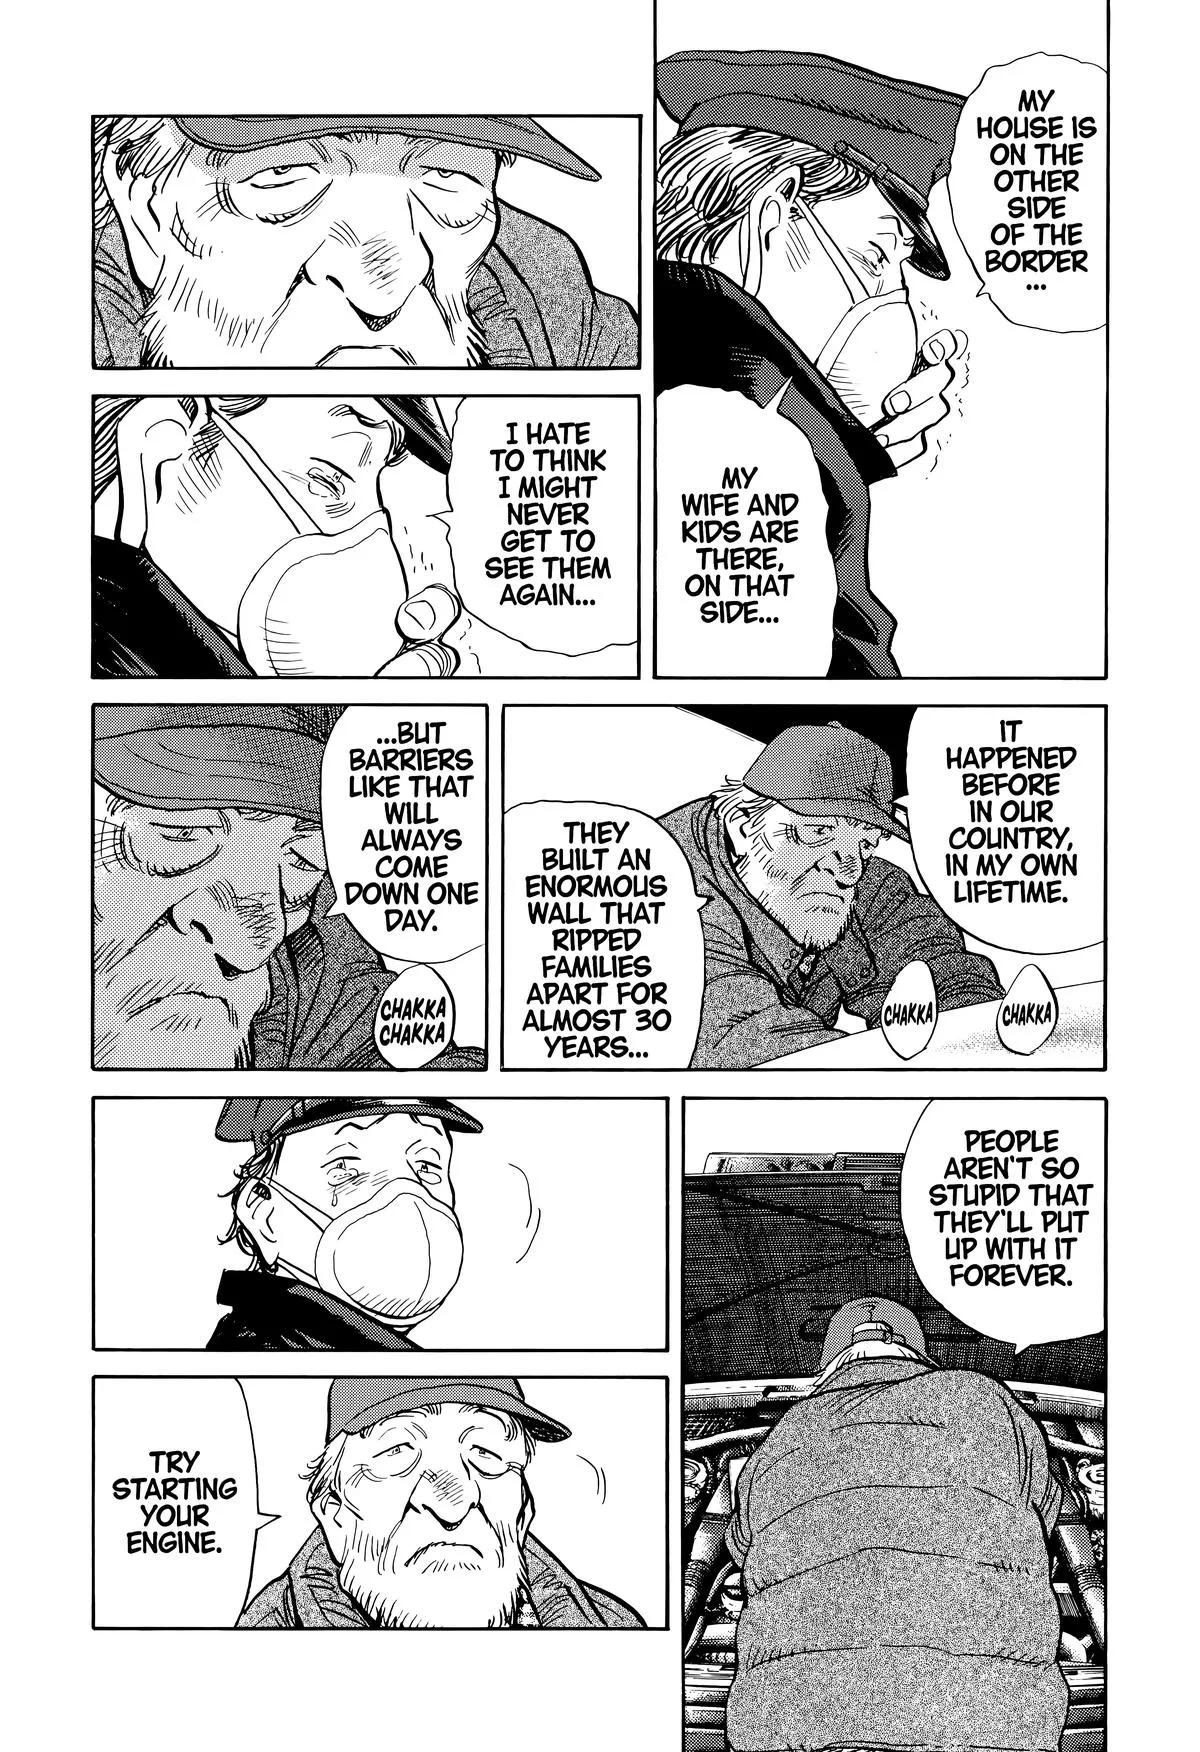 MY
HOUSE IS
ON THE
OTHER
SIDE
OF THE
BORDER
...
MY
WIFE AND
KIDS ARE
THERE,
ON THAT
SIDE...
I HATE
TO THINK
I MIGHT
NEVER
GET TO
SEE THEM
AGAIN...
IT
HAPPENED
BEFORE
IN OUR
COUNTRY,
IN MY OWN
LIFETIME.
THEY
BUILT AN
ENORMOUS
WALL THAT
RIPPED
FAMILIES
APART FOR
ALMOST 30
YEARS...
CHAKKA
CHAKKA
...BUT
BARRIERS
LIKE THAT
WILL
ALWAYS
COME
DOWN ONE
DAY.
CHAKKA
CHAKKA
PEOPLE
AREN'T SO
STUPID THAT
THEY'LL PUT
UP WITH IT
FOREVER.
TRY
STARTING
YOUR
ENGINE.